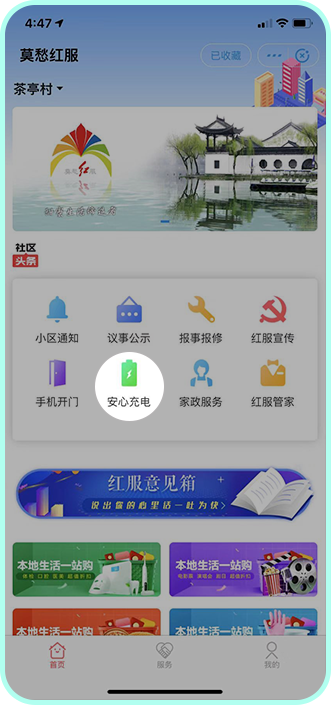 4:47
莫愁红服
已收藏
茶亭村
红
社区
头条
小区通知
议事公示
报事报修
红服宣传
手机开门
安心充电
家政服务
红服管家
红服意见箱
说出你的心里话一吐为快
本地生活一站购
本地生活一站购
本地生活一站购
本地生活一站购
首页
服务
我的